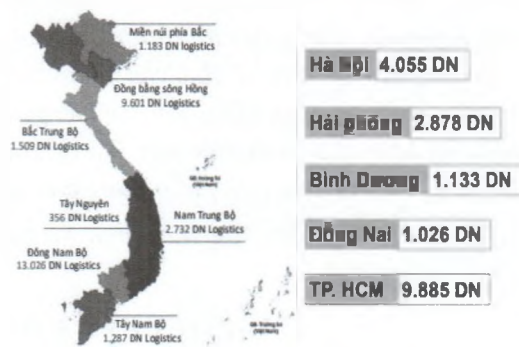 Miền núi phía Bắc
1.183 DN logistics
Đồng bằng sông Hồng
9.601 DN Logistics
Bắc Trung Bộ
1.509 DN Logistics
Tây Nguyên
356 DN Logistics
Nam Trung Bộ
2.732 DN Logistics
Đông Nam Bộ
13.026 DN Logistics
Tây Nam Bộ
1.287 DN Logistics
Hà 4.055 DN
Hải 2.878 DN
Bình 1.133 DN
Nai 1.026 DN
TP. HCM 9.885 DN